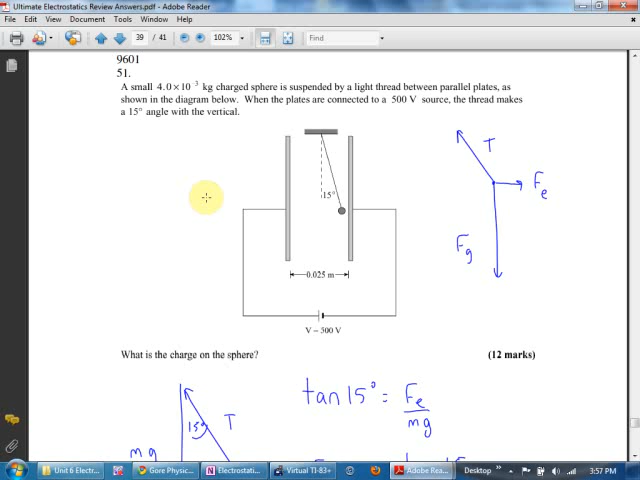 Ultimate Electrostatics Review Answers.pdf - Adobe Reader
File Edit View Document Tools Window Help
39 / 41 102% Find
9601
51.
A small 4.0 × 10⁻³ kg charged sphere is suspended by a light thread between parallel plates, as
shown in the diagram below. When the plates are connected to a 500 V source, the thread makes
a 15° angle with the vertical.
T
15°
Fe
Fg
0.025 m
V = 500 V
What is the charge on the sphere? (12 marks)
tan 15° = Fe/mg
15° T
mg
Unit 6 Electr... Gore Physic... Electrostati... Virtual TI-83+ Adobe Rea... Desktop » 3:57 PM